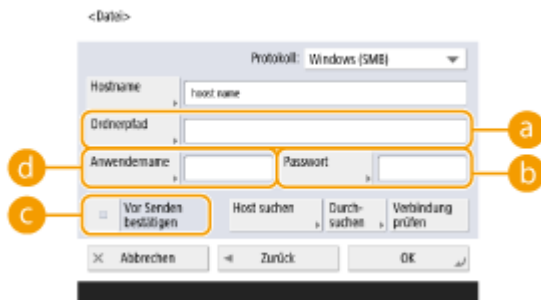 <Datei>
Protokoll: Windows (SMB)
Hostname hoost name
Ordnerpfad
a
d
Anwendername Passwort
b
c
Vor Senden bestätigen
Host suchen
Durch-
suchen
Verbindung
prüfen
Abbrechen Zurück OK